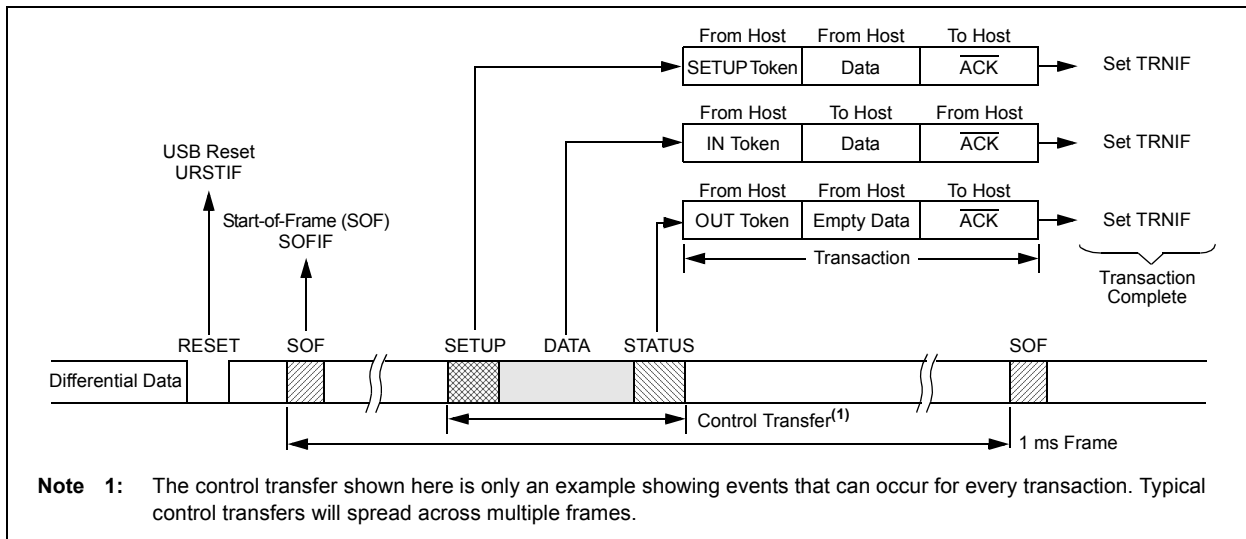 From Host From Host To Host
SETUP Token Data ACK Set TRNIF
From Host To Host From Host
IN Token Data ACK Set TRNIF
USB Reset
URSTIF
From Host From Host To Host
OUT Token Empty Data ACK Set TRNIF
Start-of-Frame (SOF)
SOFIF
Transaction
Transaction
Complete
RESET SOF SETUP DATA STATUS SOF
Differential Data
Control Transfer(1)
1 ms Frame
Note 1: The control transfer shown here is only an example showing events that can occur for every transaction. Typical
control transfers will spread across multiple frames.